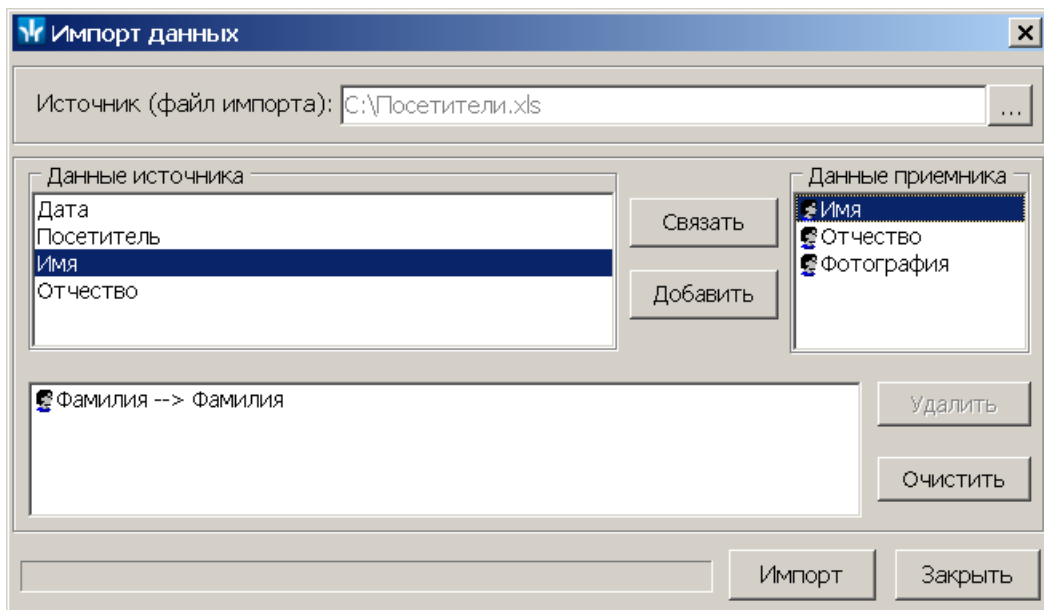 Импорт данных
Источник (файл импорта): C:\Посетители.xls ...
Данные источника
Дата
Посетитель
Имя
Отчество
Связать
Добавить
Данные приемника
Имя
Отчество
Фотография
Фамилия --> Фамилия
Удалить
Очистить
Импорт Закрыть